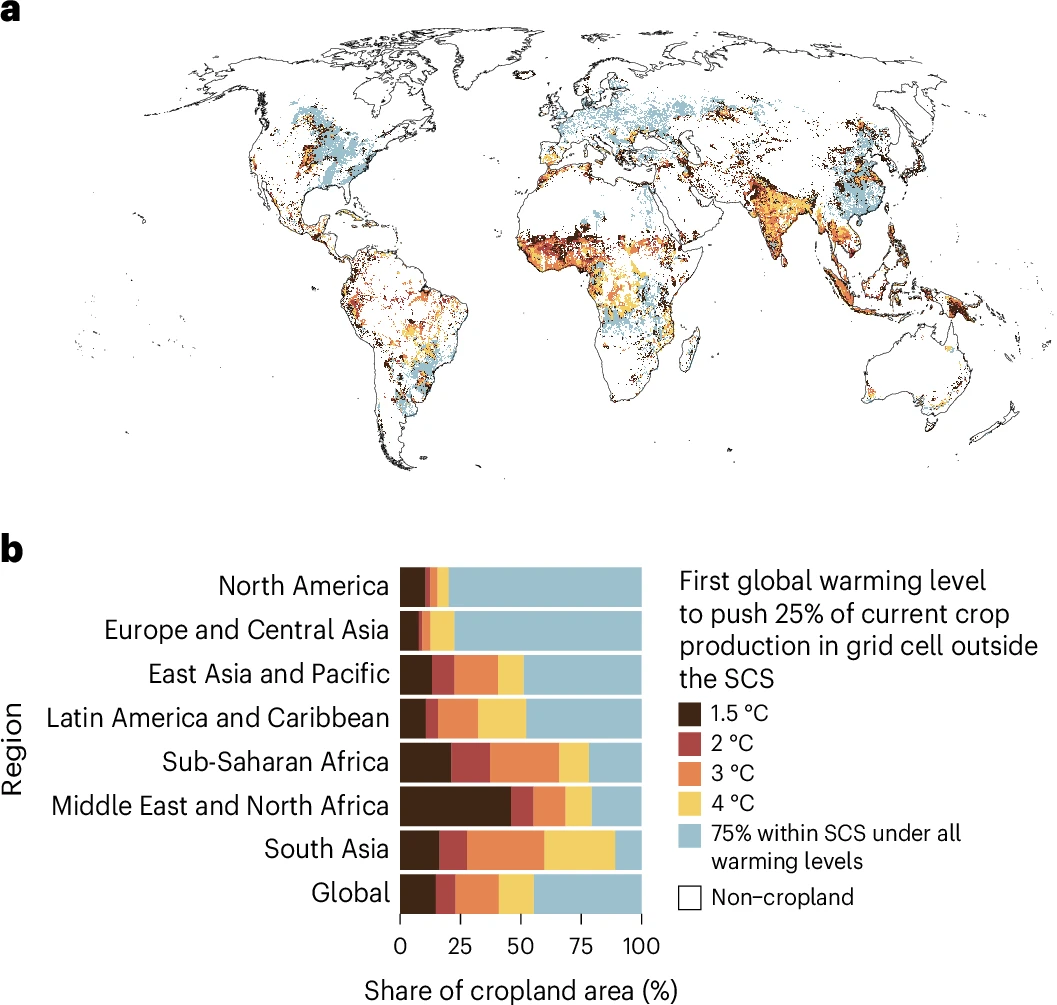 a
b
North America
Europe and Central Asia
East Asia and Pacific
Latin America and Caribbean
Sub-Saharan Africa
Middle East and North Africa
South Asia
Global
Region
0 25 50 75 100
Share of cropland area (%)
First global warming level
to push 25% of current crop
production in grid cell outside
the SCS
1.5 °C
2 °C
3 °C
4 °C
75% within SCS under all
warming levels
Non–cropland